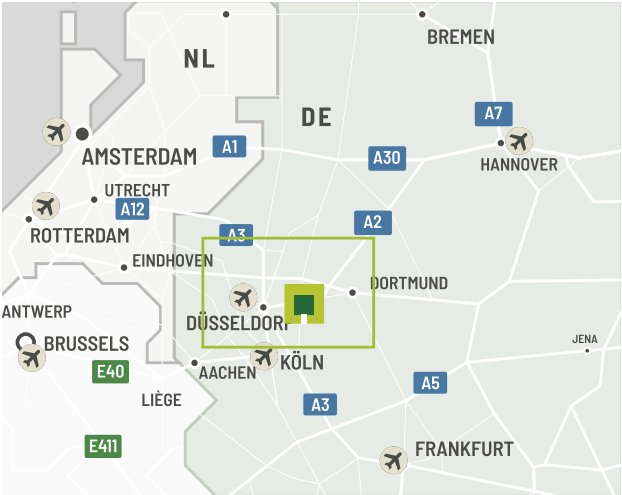 BREMEN
NL
DE
A7
A1
A30
AMSTERDAM
HANNOVER
UTRECHT
A12
A2
ROTTERDAM
A3
EINDHOVEN
DORTMUND
ANTWERP
DÜSSELDORF
JENA
BRUSSELS
KÖLN
E40
AACHEN
A5
LIÈGE
A3
E411
FRANKFURT